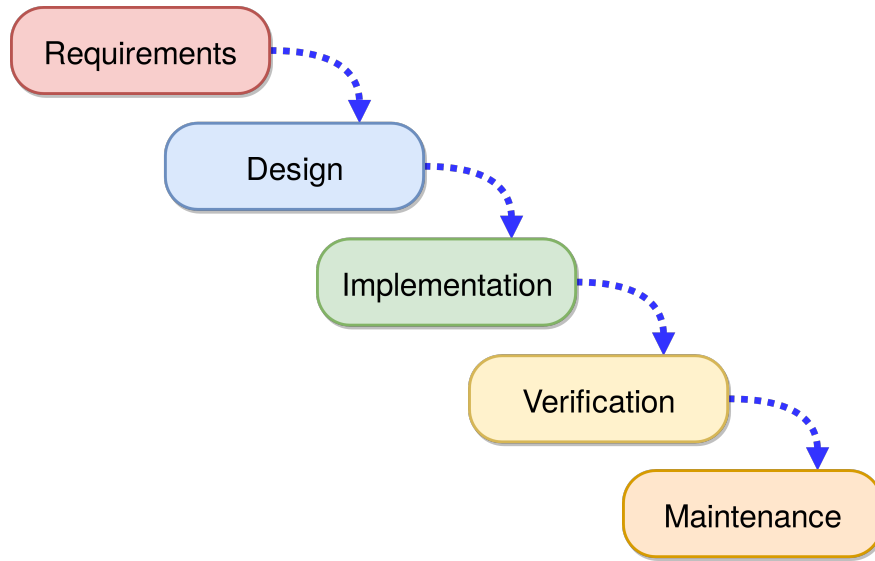 Requirements
Design
Implementation
Verification
Maintenance